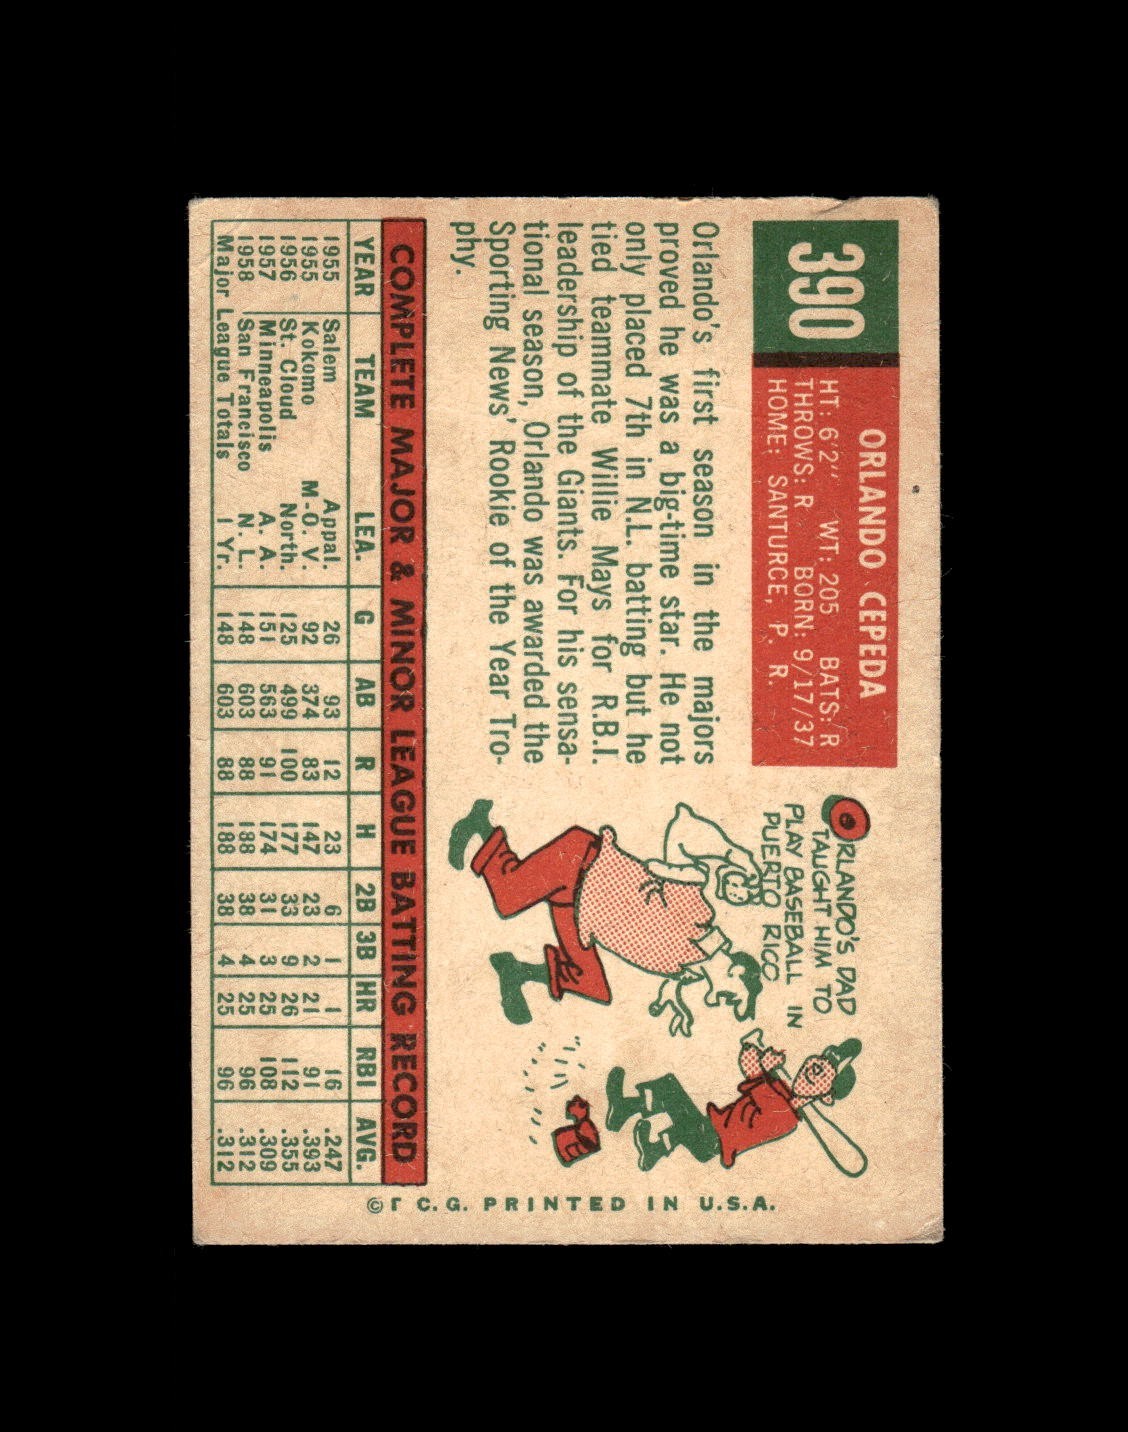 390
ORLANDO CEPEDA
HT: 6'2" WT: 205 BATS: R
THROWS: R BORN: 9/17/37
HOME: SANTURCE, P. R.
Orlando's first season in the majors
proved he was a big-time star. He not
only placed 7th in N.L. batting but he
tied teammate Willie Mays for R.B.I.
leadership of the Giants. For his sensa-
tional season, Orlando was awarded the
Sporting News' Rookie of the Year Tro-
phy.
ORLANDO'S DAD
TAUGHT HIM TO
PLAY BASEBALL IN
PUERTO RICO
COMPLETE MAJOR & MINOR LEAGUE BATTING RECORD
YEAR TEAM LEA. G AB R H 2B 3B HR RBI AVG.
1955 Salem Appal. 26 93 12 23 6 1 1 16 .247
1955 Kokomo M-O. V. 92 374 83 147 23 2 21 91 .393
1956 St. Cloud North. 125 499 100 177 33 9 26 112 .355
1957 Minneapolis A. A. 151 563 91 174 31 3 25 108 .309
1958 San Francisco N. L. 148 603 88 188 38 4 25 96 .312
Major League Totals 1 Yr. 148 603 88 188 38 4 25 96 .312
© T. C. G. PRINTED IN U.S.A.